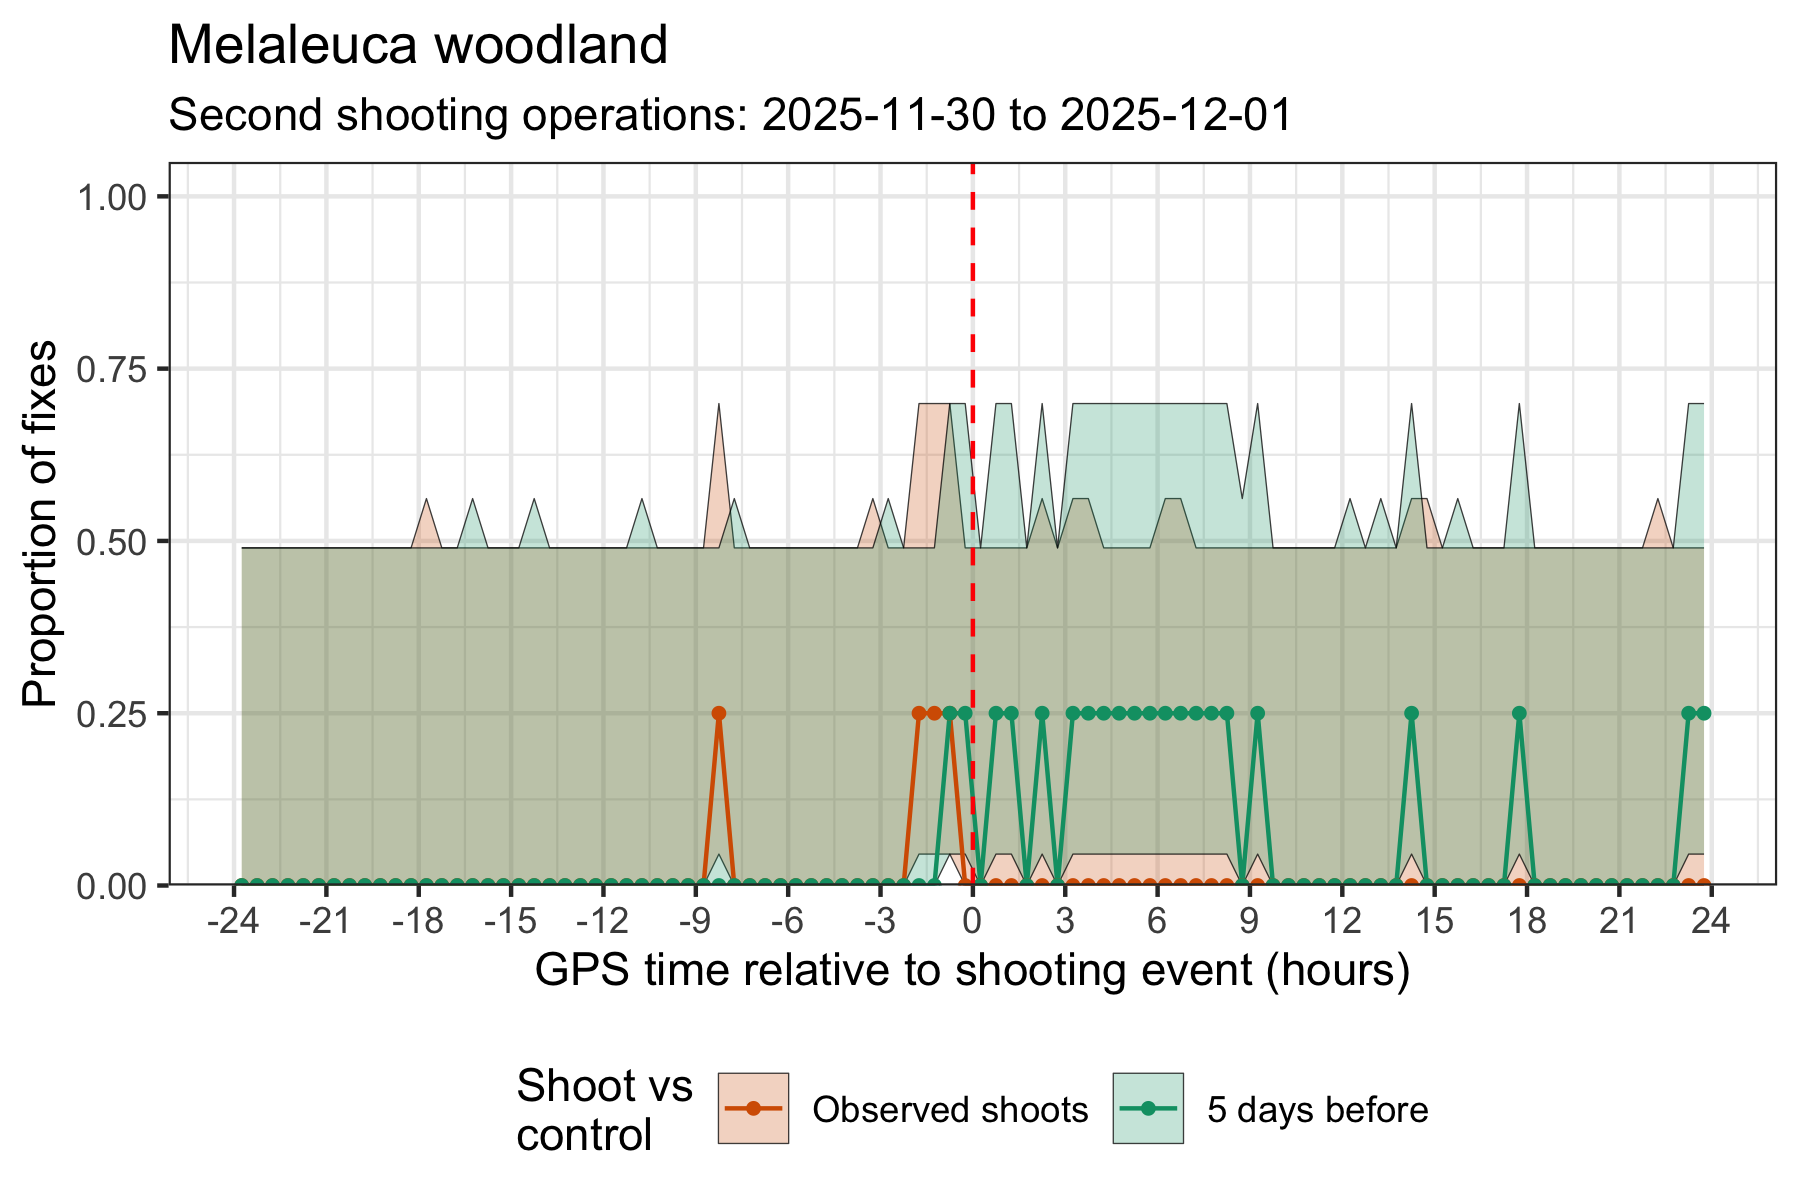 Melaleuca woodland
Second shooting operations: 2025-11-30 to 2025-12-01
Proportion of fixes
1.00
0.75
0.50
0.25
0.00
-24 -21 -18 -15 -12 -9 -6 -3 0 3 6 9 12 15 18 21 24
GPS time relative to shooting event (hours)
Shoot vs
control
Observed shoots
5 days before